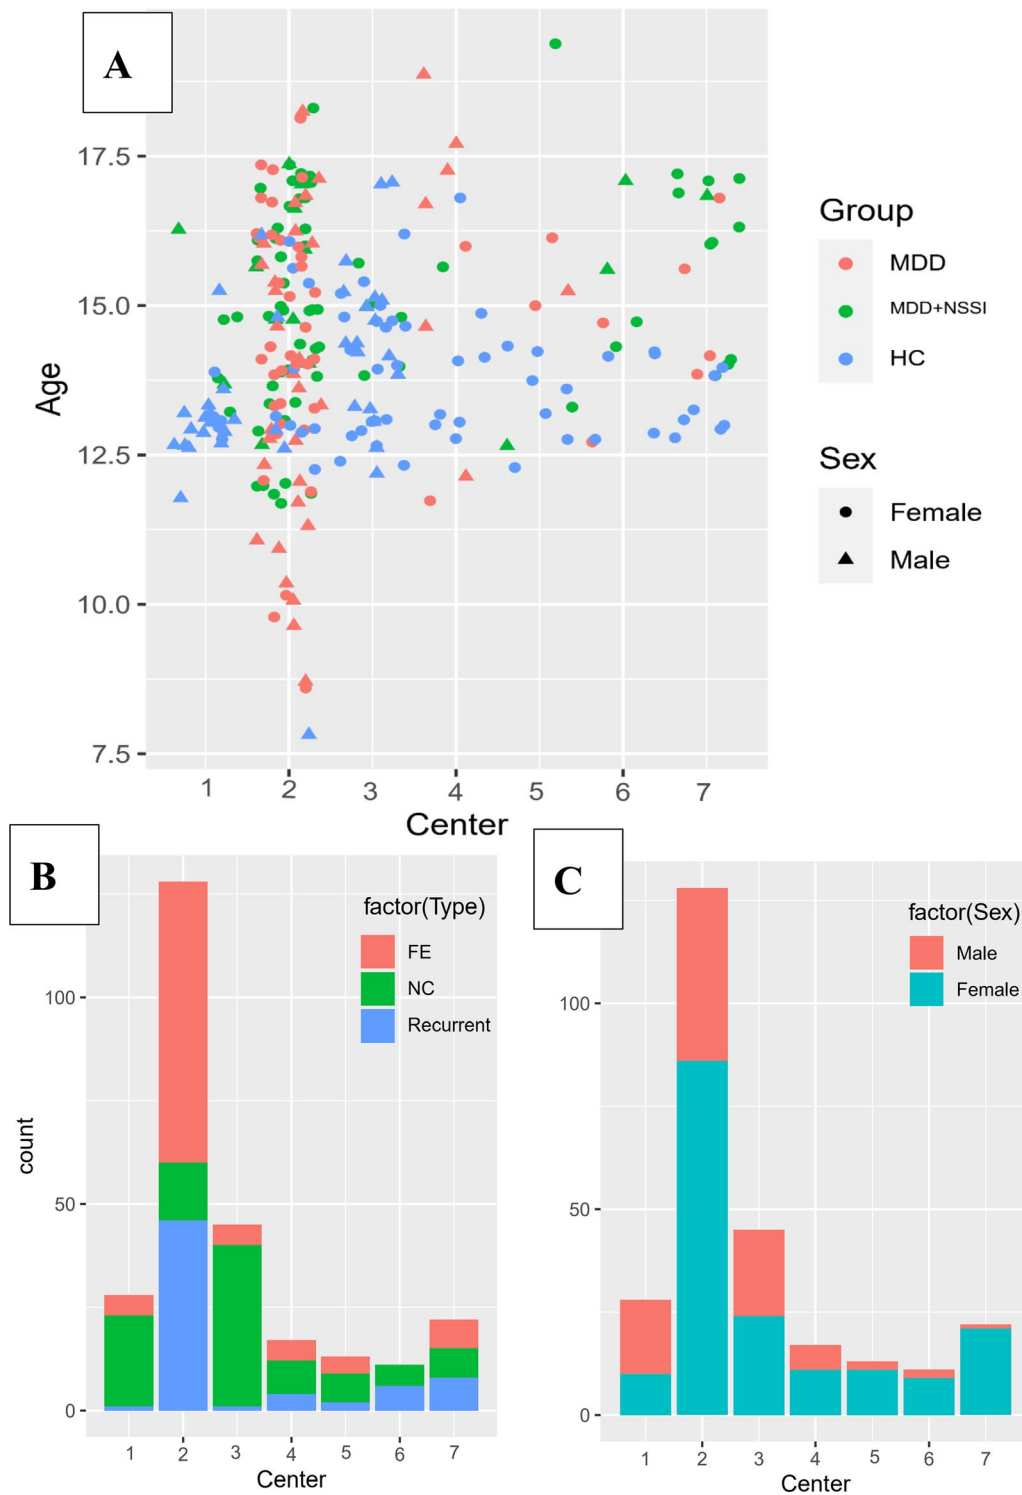 A
17.5
15.0
12.5
10.0
7.5
Age
1 2 3 4 5 6 7
Center
Group
MDD
MDD+NSSI
HC
Sex
Female
Male
B
factor(Type)
FE
NC
Recurrent
100
50
0
count
1 2 3 4 5 6 7
Center
C
factor(Sex)
Male
Female
100
50
0
1 2 3 4 5 6 7
Center